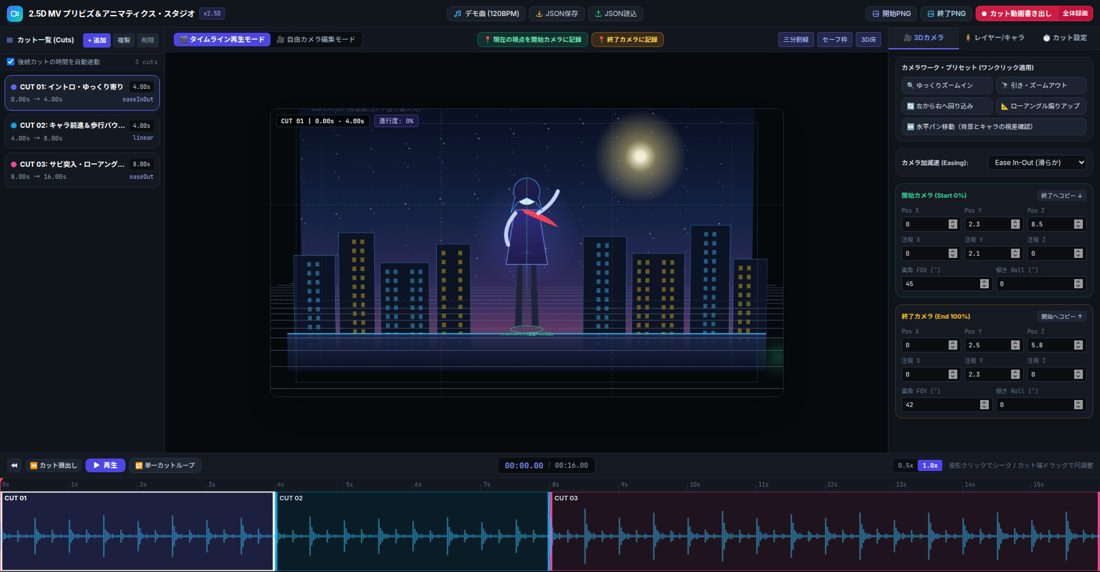 2.5D MV プリビズ＆アニマティクス・スタジオ v2.5D
デモ曲 (120BPM) JSON保存 JSON読込
開始PNG 終了PNG カット動画書き出し 全体録画
カット一覧 (Cuts) + 追加 複製 削除
後続カットの時間を自動連動 3 cuts
CUT 01: イントロ・ゆっくり寄り 4.00s
0.00s → 4.00s easeInOut
CUT 02: キャラ前進＆歩行バウ... 4.00s
4.00s → 8.00s linear
CUT 03: サビ突入・ローアング... 8.00s
8.00s → 16.00s easeOut
タイムライン再生モード 自由カメラ編集モード
現在の視点を開始カメラに記録 終了カメラに記録
三分割線 セーフ枠 3D床
CUT 01 | 0.00s - 4.00s 進行度: 0%
3Dカメラ レイヤー/キャラ カット設定
カメラワーク・プリセット (ワンクリック適用)
ゆっくりズームイン 引き・ズームアウト
左から右へ回り込み ローアングル煽りアップ
水平パン移動（背景とキャラの視差確認）
カメラ加減速 (Easing): Ease In-Out (滑らか)
開始カメラ (Start 0%) 終了へコピー ↓
Pos X Pos Y Pos Z
0 2.3 8.5
注視 X 注視 Y 注視 Z
0 2.1 0
画角 FOV (°) 傾き Roll (°)
45 0
終了カメラ (End 100%) 開始へコピー ↑
Pos X Pos Y Pos Z
0 2.5 5.8
注視 X 注視 Y 注視 Z
0 2.3 0
画角 FOV (°) 傾き Roll (°)
42 0
カット頭出し 再生 単一カットループ
00:00.00 / 00:16.00
0.5x 1.0x 波形クリックでシーク / カット端ドラッグで尺調整
0s 1s 2s 3s 4s 5s 6s 7s 8s 9s 10s 11s 12s 13s 14s 15s
CUT 01 CUT 02 CUT 03